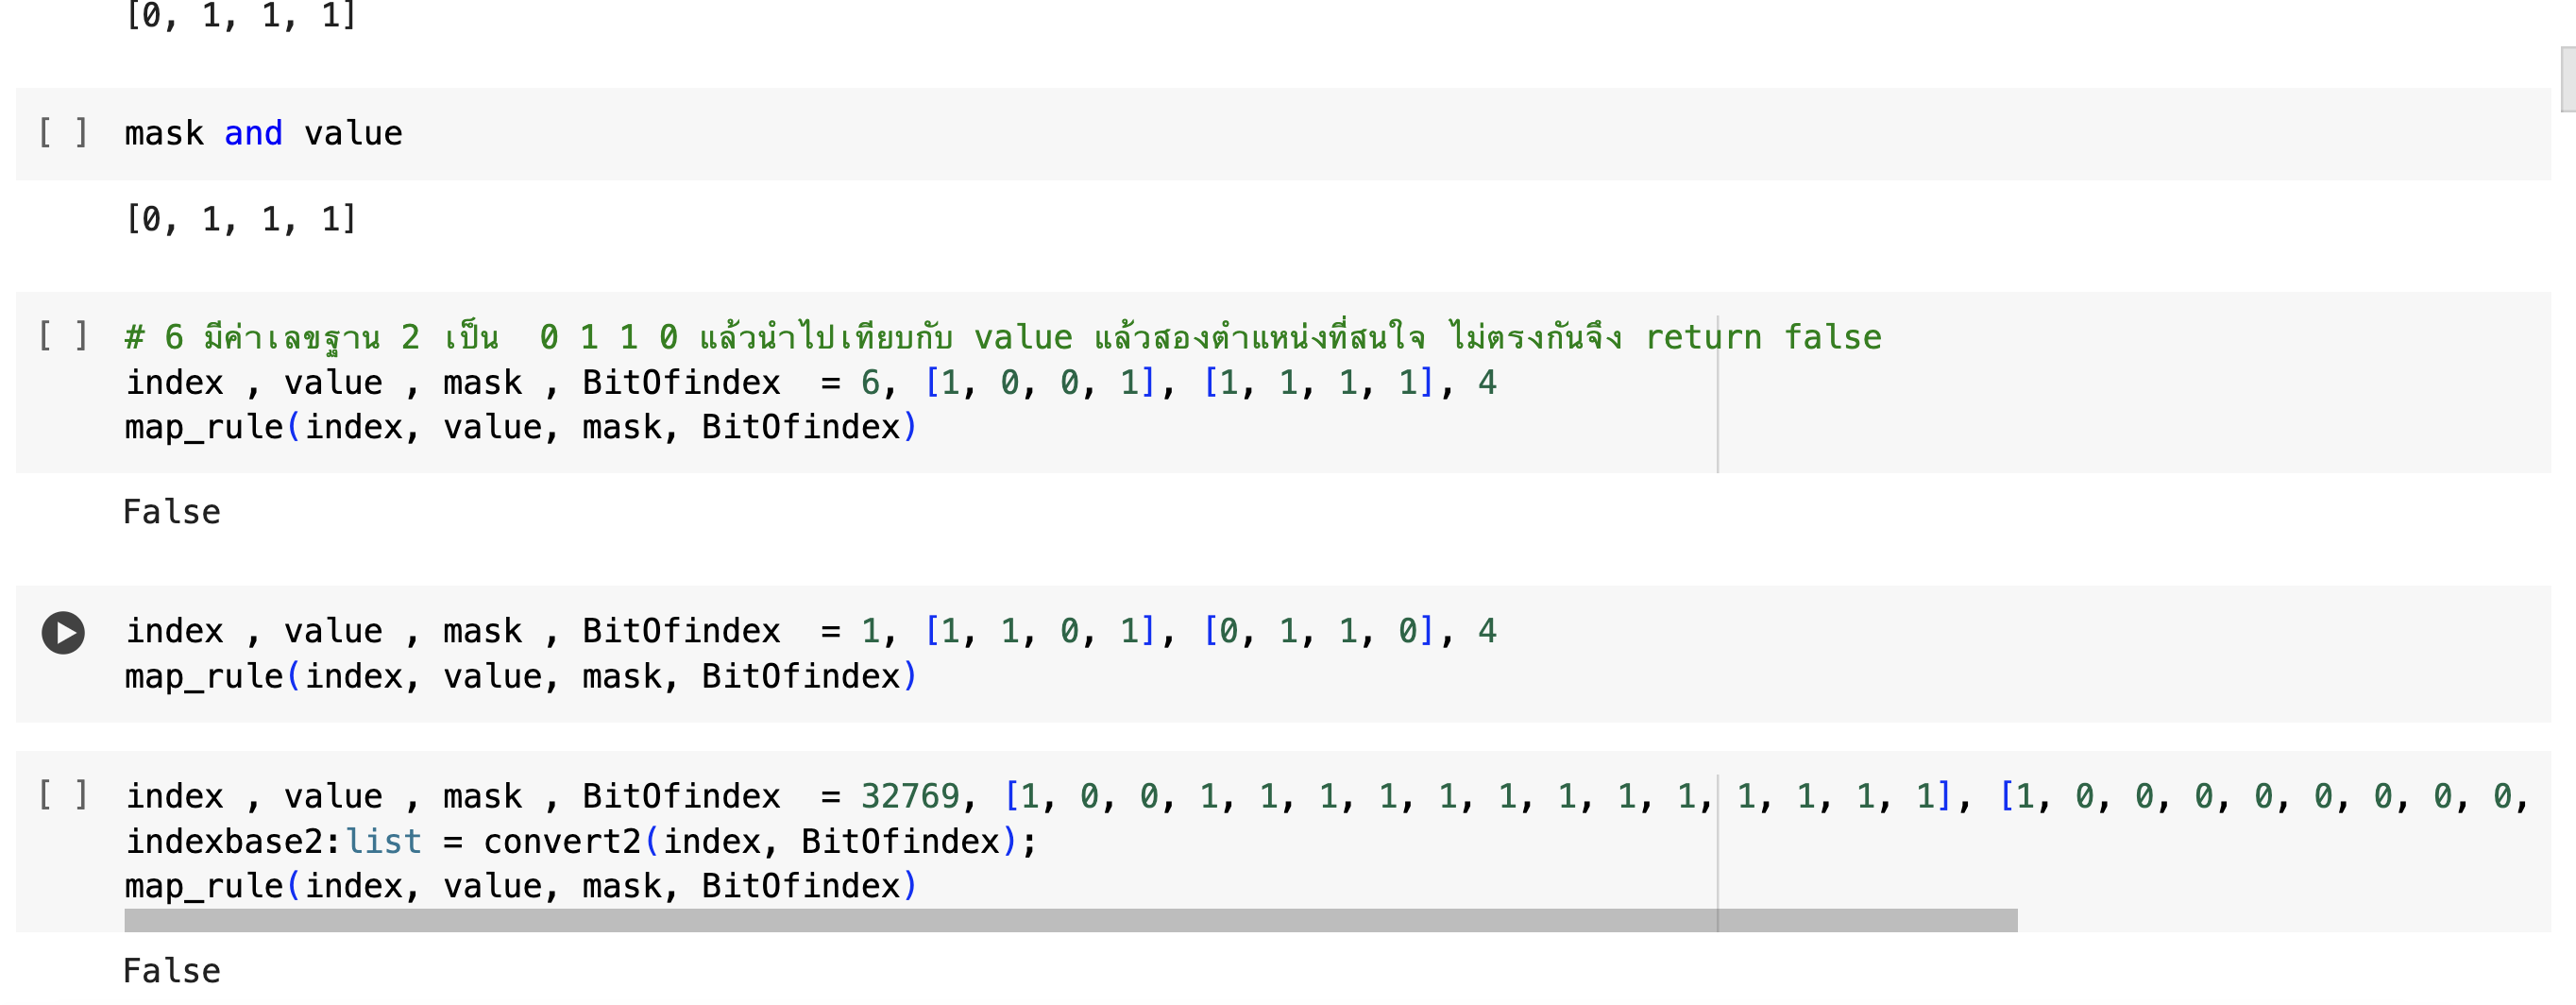 [0, 1, 1, 1]
[ ] mask and value
[0, 1, 1, 1]
[ ] # 6 มีค่าเลขฐาน 2 เป็น  0 1 1 0 แล้วนำไปเทียบกับ value แล้วสองตำแหน่งที่สนใจ ไม่ตรงกันจึง return false
index , value , mask , BitOfindex  = 6, [1, 0, 0, 1], [1, 1, 1, 1], 4
map_rule(index, value, mask, BitOfindex)
False
index , value , mask , BitOfindex  = 1, [1, 1, 0, 1], [0, 1, 1, 0], 4
map_rule(index, value, mask, BitOfindex)
[ ] index , value , mask , BitOfindex  = 32769, [1, 0, 0, 1, 1, 1, 1, 1, 1, 1, 1, 1, 1, 1, 1, 1], [1, 0, 0, 0, 0, 0, 0, 0, 0,
indexbase2:list = convert2(index, BitOfindex);
map_rule(index, value, mask, BitOfindex)
False